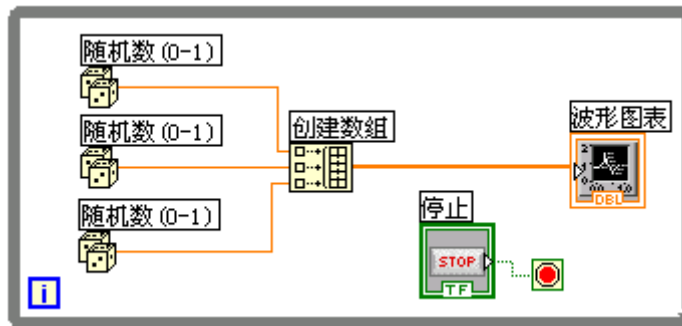 随机数(0-1)
随机数(0-1)
创建数组
波形图表
DBL
随机数(0-1)
停止
STOP
TF
i